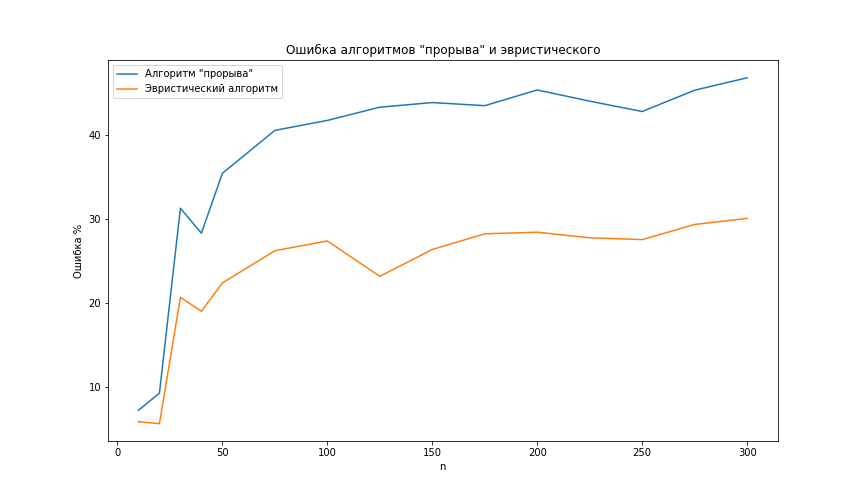 Ошибка алгоритмов "прорыва" и эвристического
Алгоритм "прорыва"
Эвристический алгоритм
Ошибка %
40
30
20
10
0 50 100 150 200 250 300
n